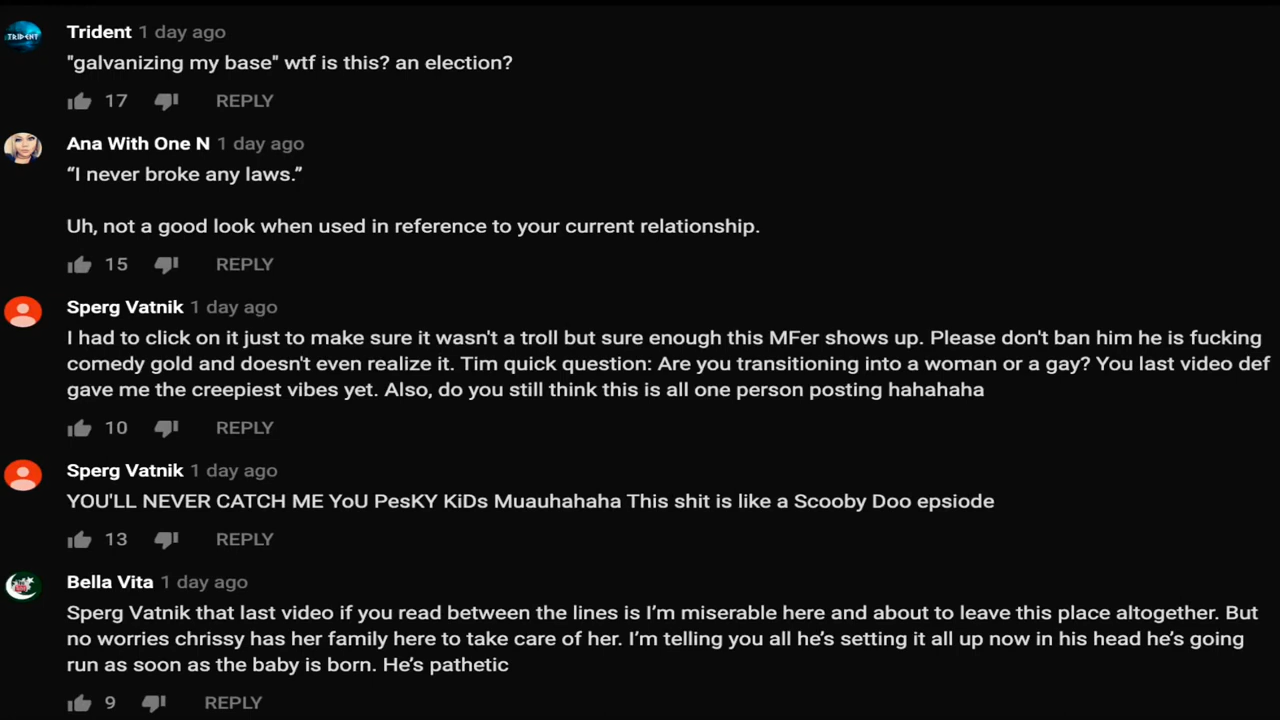 TRIDENT
Trident 1 day ago
"galvanizing my base" wtf is this? an election?
17 REPLY
Ana With One N 1 day ago
“I never broke any laws.”
Uh, not a good look when used in reference to your current relationship.
15 REPLY
Sperg Vatnik 1 day ago
I had to click on it just to make sure it wasn't a troll but sure enough this MFer shows up. Please don't ban him he is fucking
comedy gold and doesn't even realize it. Tim quick question: Are you transitioning into a woman or a gay? You last video def
gave me the creepiest vibes yet. Also, do you still think this is all one person posting hahahaha
10 REPLY
Sperg Vatnik 1 day ago
YOU'LL NEVER CATCH ME YoU PesKY KiDs Muauhahaha This shit is like a Scooby Doo epsiode
13 REPLY
Bella Vita 1 day ago
Sperg Vatnik that last video if you read between the lines is I’m miserable here and about to leave this place altogether. But
no worries chrissy has her family here to take care of her. I’m telling you all he’s setting it all up now in his head he’s going
run as soon as the baby is born. He’s pathetic
9 REPLY